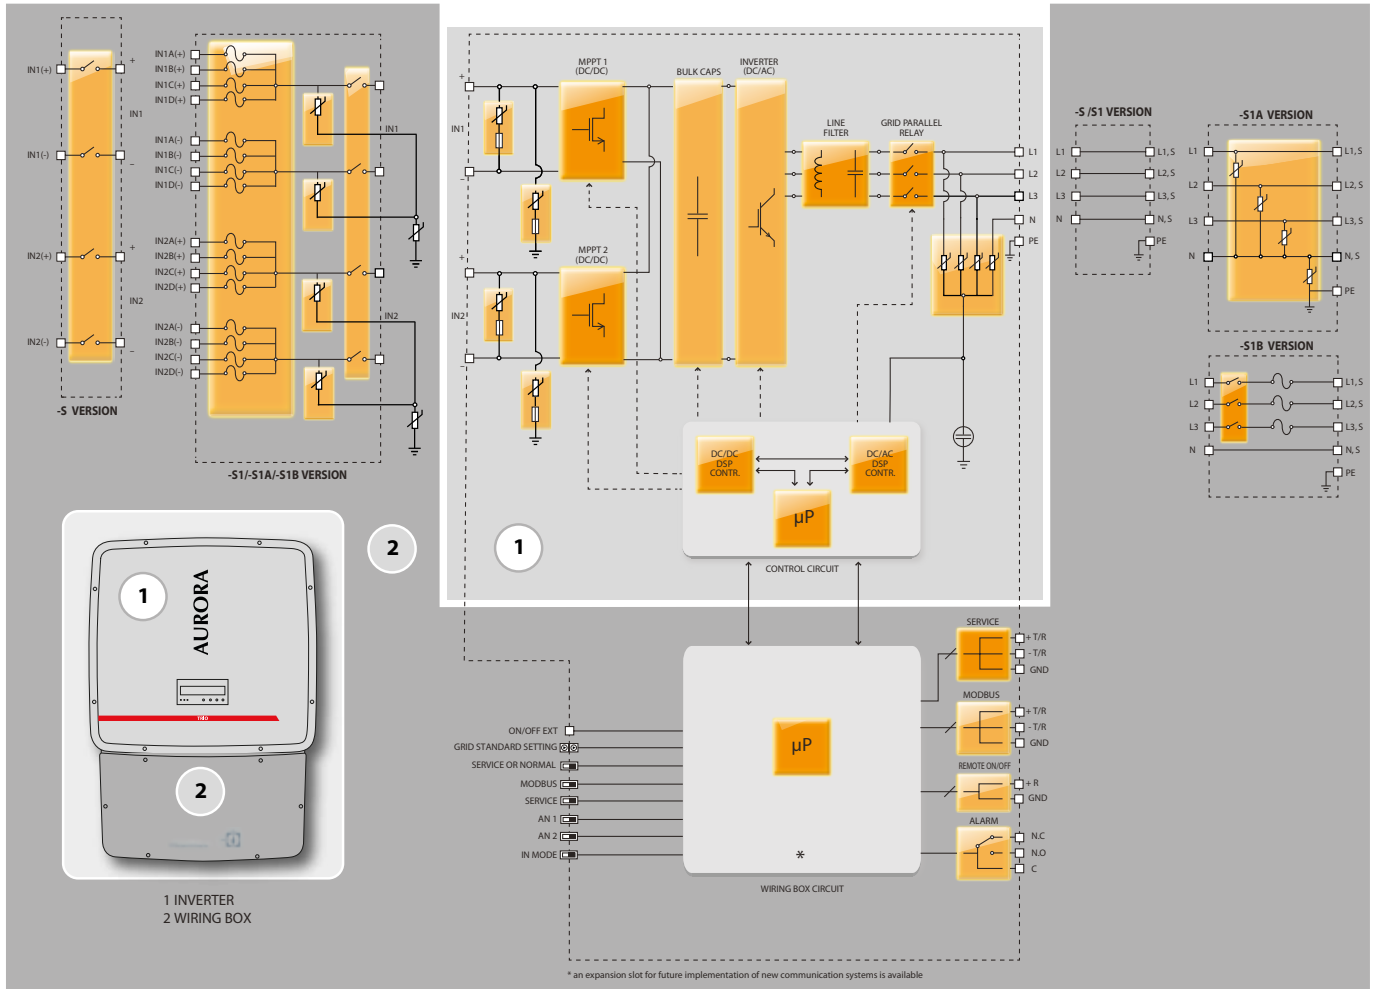 IN1(+)
+
IN1
IN1(-)
–
IN2(+)
+
IN2
IN2(-)
–
-S VERSION
IN1A(+)
IN1B(+)
IN1C(+)
IN1D(+)
IN1
IN1A(-)
IN1B(-)
IN1C(-)
IN1D(-)
IN2A(+)
IN2B(+)
IN2C(+)
IN2D(+)
IN2
IN2A(-)
IN2B(-)
IN2C(-)
IN2D(-)
-S1/-S1A/-S1B VERSION
+
IN1
–
+
IN2
–
MPPT 1
(DC/DC)
MPPT 2
(DC/DC)
BULK CAPS
INVERTER
(DC/AC)
LINE
FILTER
GRID PARALLEL
RELAY
L1
L2
L3
N
PE
DC/DC
DSP
CONTR.
DC/AC
DSP
CONTR.
µP
CONTROL CIRCUIT
1
2
-S /S1 VERSION
L1
L1, S
L2
L2, S
L3
L3, S
N
N, S
PE
-S1A VERSION
L1
L1, S
L2
L2, S
L3
L3, S
N
N, S
PE
-S1B VERSION
L1
L1, S
L2
L2, S
L3
L3, S
N
N, S
PE
1
AURORA
TRIO
2
1 INVERTER
2 WIRING BOX
ON/OFF EXT
GRID STANDARD SETTING
SERVICE OR NORMAL
MODBUS
SERVICE
AN 1
AN 2
IN MODE
µP
*
WIRING BOX CIRCUIT
SERVICE
+ T/R
- T/R
GND
MODBUS
+ T/R
- T/R
GND
REMOTE ON/OFF
+ R
GND
ALARM
N.C
N.O
C
* an expansion slot for future implementation of new communication systems is available